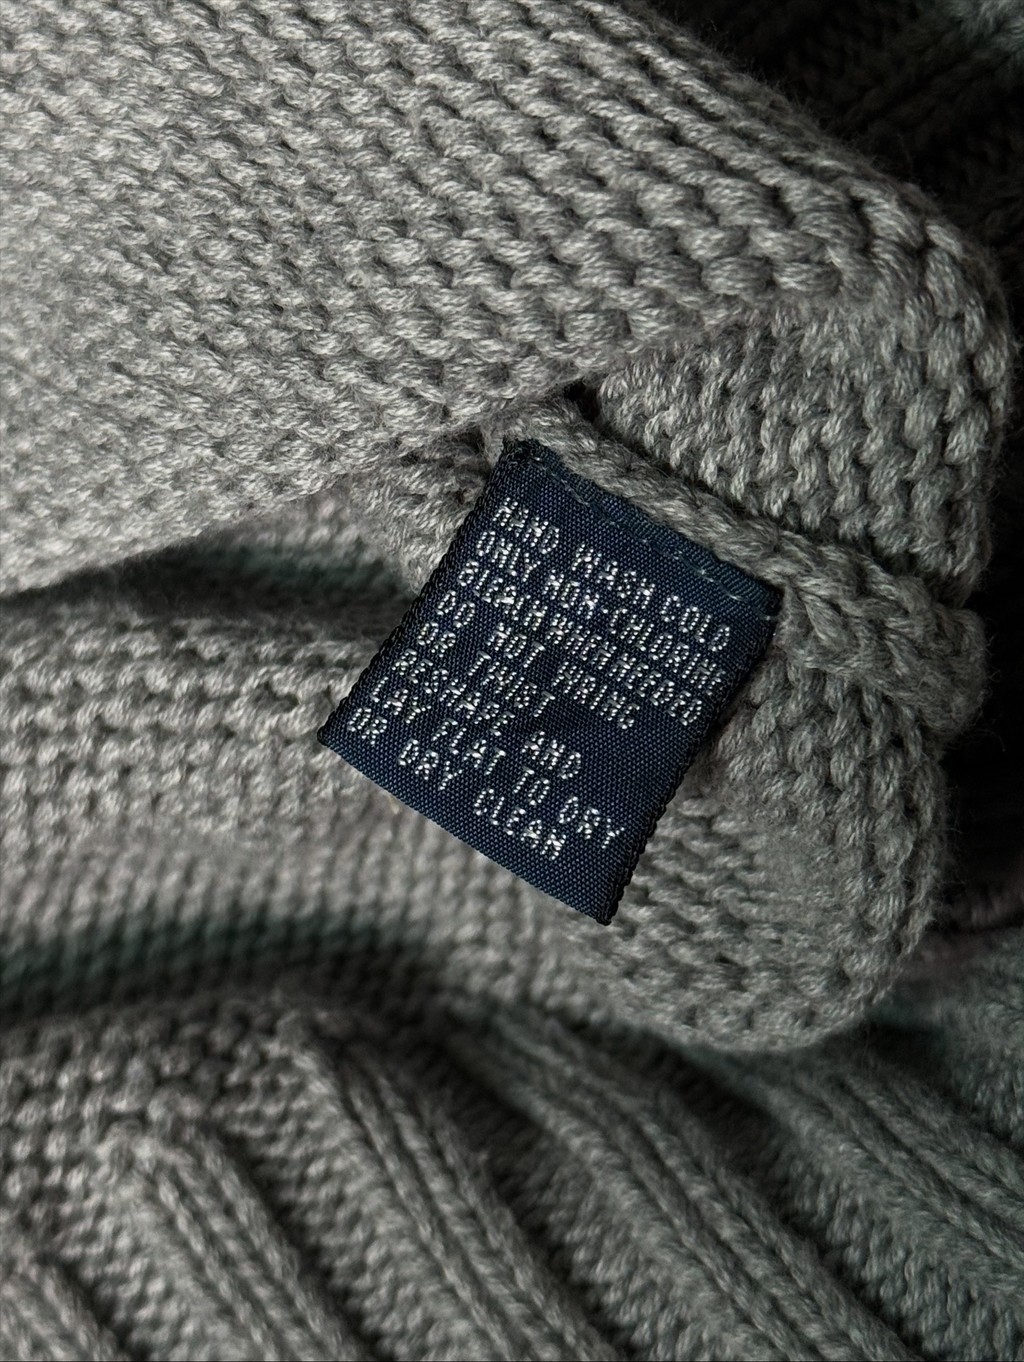 HAND WASH COLD
ONLY NON-CHLORINE
BLEACH WHEN NEEDED
DO NOT WRING
OR TWIST
RESHAPE AND
LAY FLAT TO DRY
OR DRY CLEAN